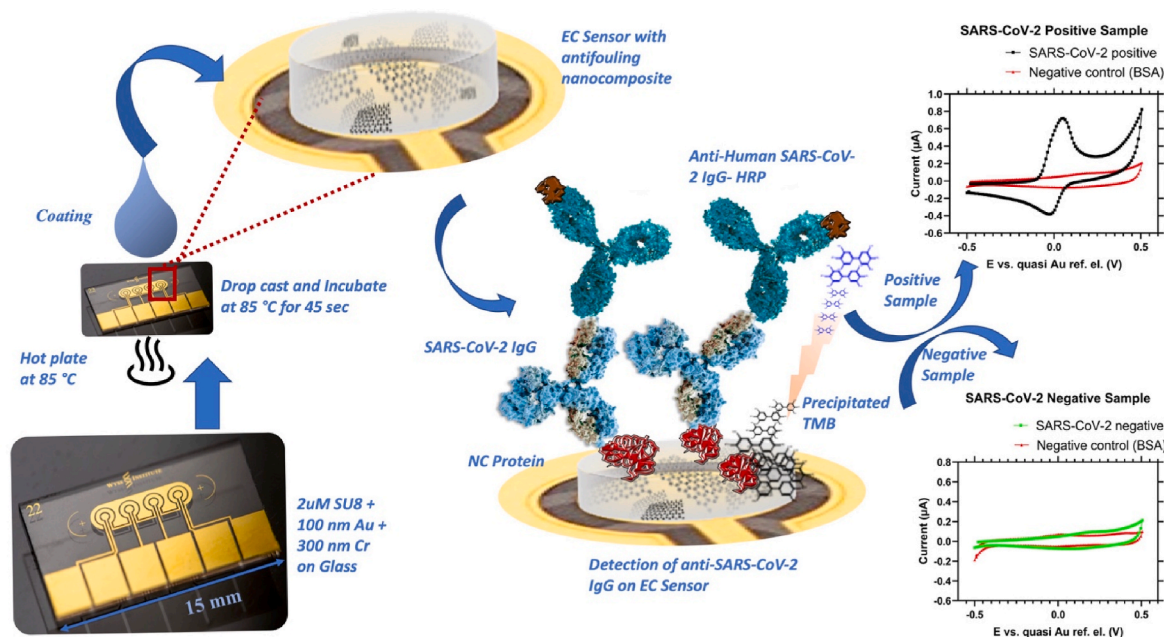 EC Sensor with
antifouling
nanocomposite
Coating
Drop cast and Incubate
at 85 °C for 45 sec
Hot plate
at 85 °C
22
2uM SU8 +
100 nm Au +
300 nm Cr
on Glass
15 mm
Anti-Human SARS-CoV-
2 IgG- HRP
SARS-CoV-2 IgG
NC Protein
Positive
Sample
Negative
Sample
Precipitated
TMB
Detection of anti-SARS-CoV-2
IgG on EC Sensor
SARS-CoV-2 Positive Sample
SARS-CoV-2 positive
Negative control (BSA)
Current (µA)
1.0
0.8
0.6
0.4
0.2
0.0
-0.2
-0.4
-0.6
-0.5 0.0 0.5
E vs. quasi Au ref. el. (V)
SARS-CoV-2 Negative Sample
SARS-CoV-2 negative
Negative control (BSA)
Current (µA)
1.0
0.8
0.6
0.4
0.2
0.0
-0.2
-0.4
-0.6
-0.5 0.0 0.5
E vs. quasi Au ref. el. (V)